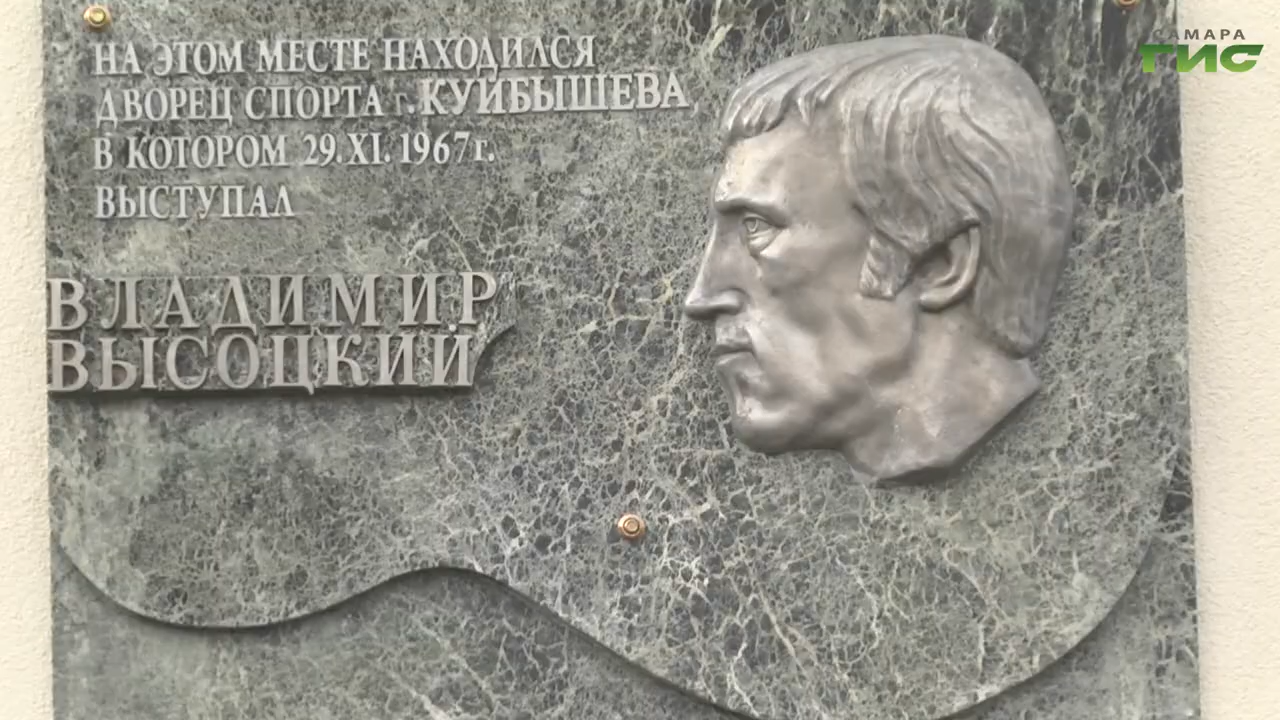 НА ЭТОМ МЕСТЕ НАХОДИЛСЯ
ДВОРЕЦ СПОРТА г. КУЙБЫШЕВА
В КОТОРОМ 29.XI.1967 г.
ВЫСТУПАЛ
ВЛАДИМИР
ВЫСОЦКИЙ
САМАРА
ГИС